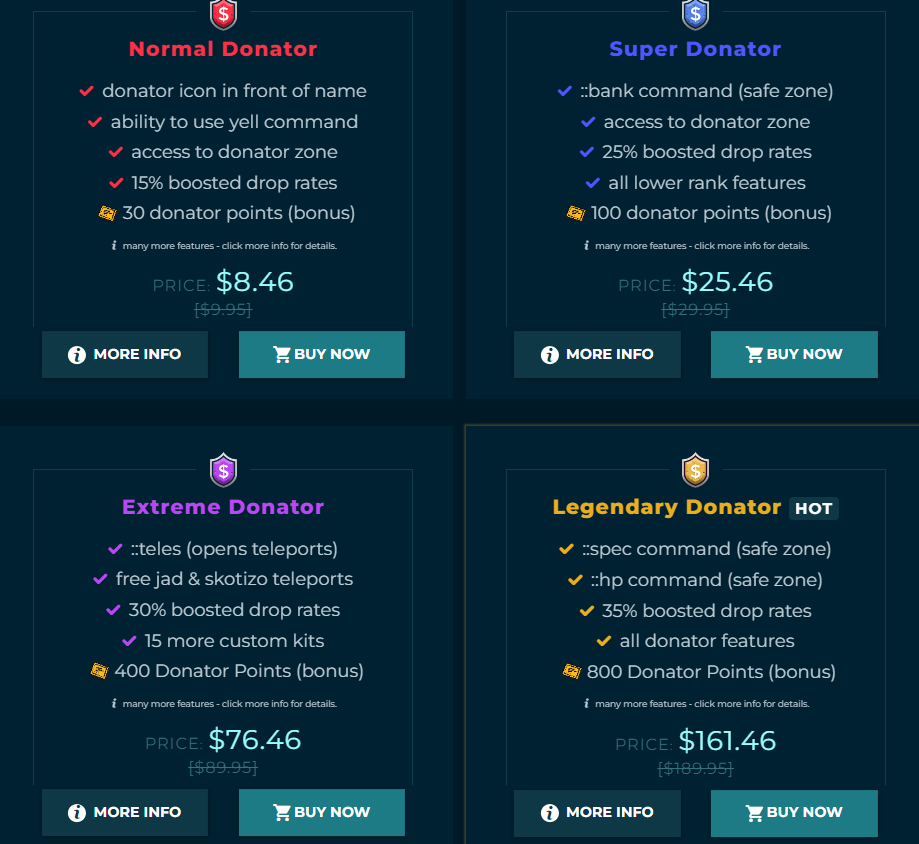 Normal Donator
donator icon in front of name
ability to use yell command
access to donator zone
15% boosted drop rates
30 donator points (bonus)
i many more features - click more info for details.
PRICE: $8.46
[$9.95]
MORE INFO
BUY NOW
Super Donator
::bank command (safe zone)
access to donator zone
25% boosted drop rates
all lower rank features
100 donator points (bonus)
i many more features - click more info for details.
PRICE: $25.46
[$29.95]
MORE INFO
BUY NOW
Extreme Donator
::teles (opens teleports)
free jad & skotizo teleports
30% boosted drop rates
15 more custom kits
400 Donator Points (bonus)
i many more features - click more info for details.
PRICE: $76.46
[$89.95]
MORE INFO
BUY NOW
Legendary Donator HOT
::spec command (safe zone)
::hp command (safe zone)
35% boosted drop rates
all donator features
800 Donator Points (bonus)
i many more features - click more info for details.
PRICE: $161.46
[$189.95]
MORE INFO
BUY NOW